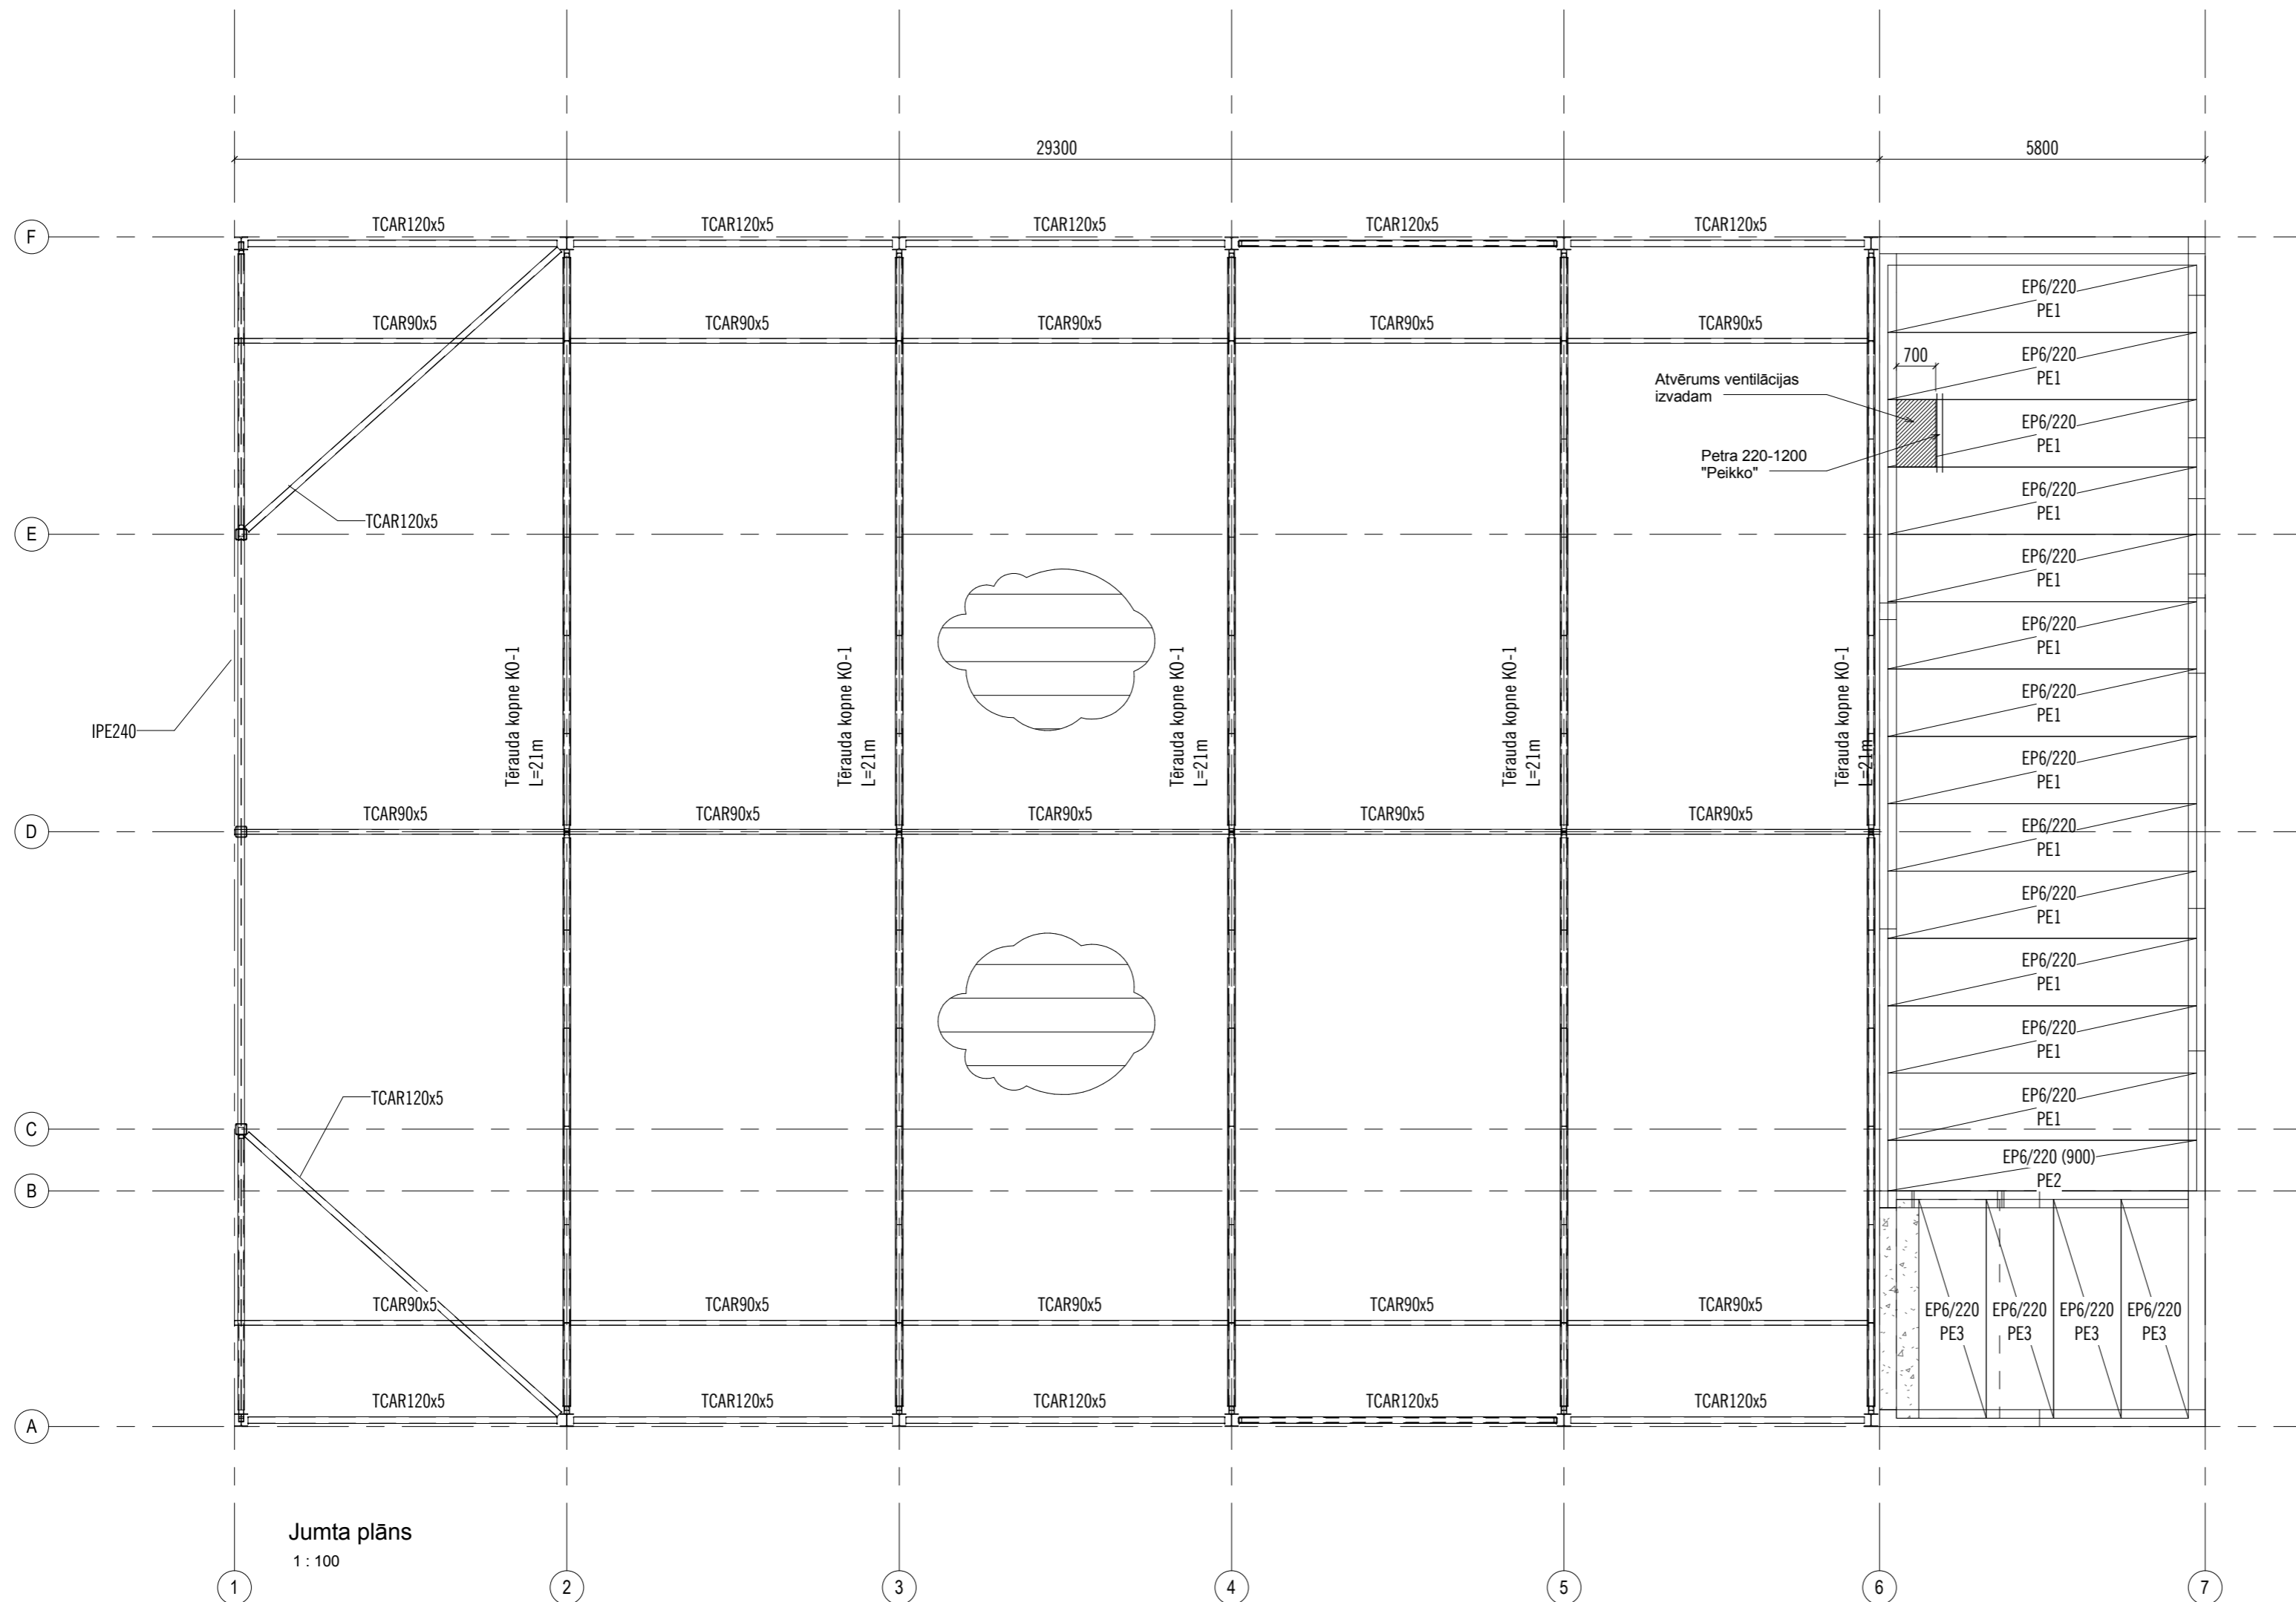 29300
5800
F
TCAR120x5
TCAR120x5
TCAR120x5
TCAR120x5
TCAR120x5
EP6/220
PE1
TCAR90x5
TCAR90x5
TCAR90x5
TCAR90x5
TCAR90x5
EP6/220
PE1
700
Atvērums ventilācijas
izvadam
EP6/220
PE1
Petra 220-1200
"Peikko"
EP6/220
PE1
TCAR120x5
E
EP6/220
PE1
EP6/220
PE1
Tērauda kopne KO-1
L=21m
Tērauda kopne KO-1
L=21m
Tērauda kopne KO-1
L=21m
Tērauda kopne KO-1
L=21m
Tērauda kopne KO-1
L=21m
EP6/220
PE1
IPE240
EP6/220
PE1
TCAR90x5
TCAR90x5
TCAR90x5
TCAR90x5
TCAR90x5
D
EP6/220
PE1
EP6/220
PE1
EP6/220
PE1
EP6/220
PE1
TCAR120x5
EP6/220
PE1
C
EP6/220 (900)
PE2
B
TCAR90x5
TCAR90x5
TCAR90x5
TCAR90x5
TCAR90x5
EP6/220
PE3
EP6/220
PE3
EP6/220
PE3
EP6/220
PE3
TCAR120x5
TCAR120x5
TCAR120x5
TCAR120x5
TCAR120x5
A
Jumta plāns
1 : 100
1
2
3
4
5
6
7